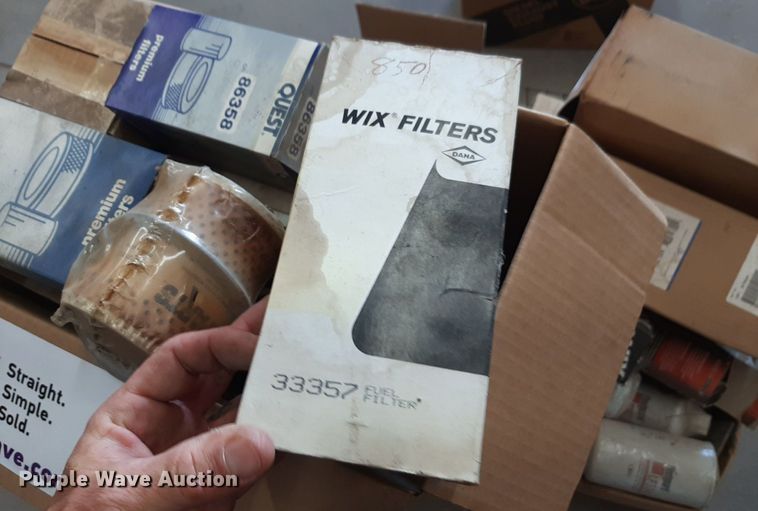 850
WIX® FILTERS
DANA
33357 FUEL
FILTER
premium
filters
86358
QUEST
86358
premium
filters
Straight.
Simple.
Sold.
Purple Wave Auction